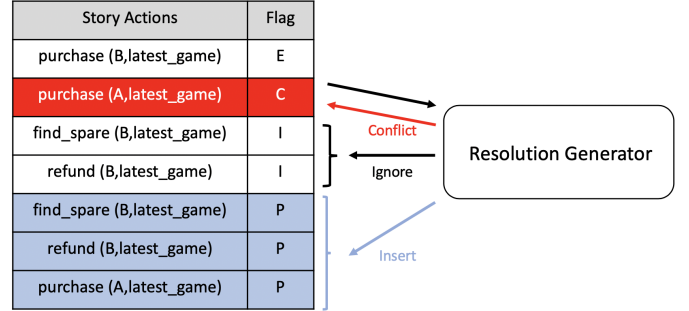 Story Actions Flag
purchase (B,latest_game) E
purchase (A,latest_game) C
find_spare (B,latest_game) I
refund (B,latest_game) I
find_spare (B,latest_game) P
refund (B,latest_game) P
purchase (A,latest_game) P
Conflict
Ignore
Insert
Resolution Generator